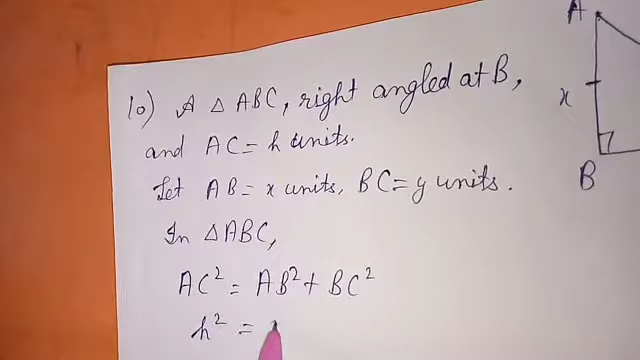 10) A △ ABC, right angled at B,
and AC = h units.
Let AB = x units, BC = y units.
In △ABC,
AC² = AB² + BC²
h² =
A
x
B